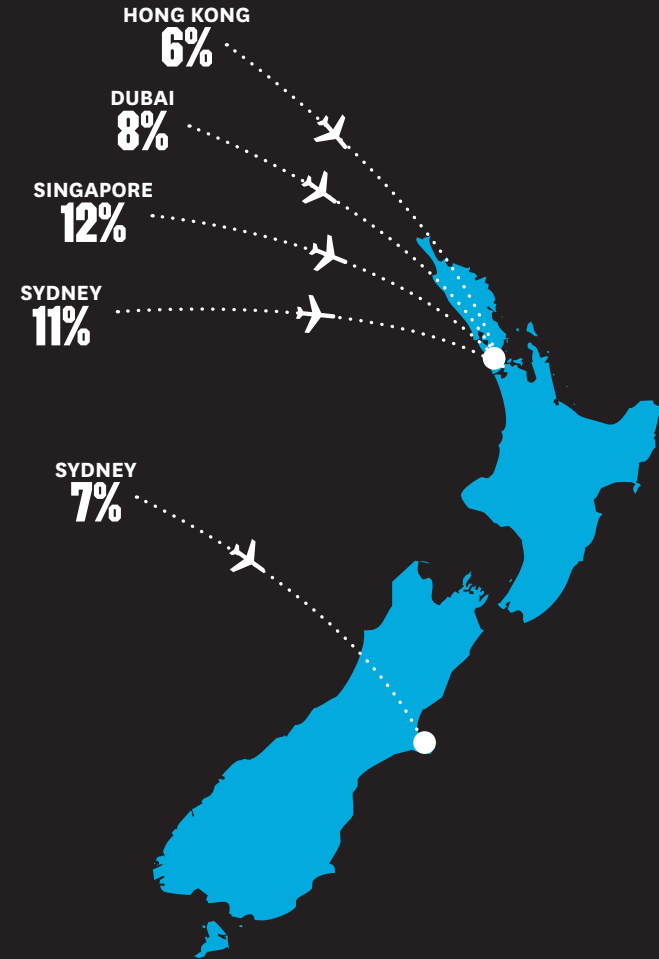 HONG KONG
6%
DUBAI
8%
SINGAPORE
12%
SYDNEY
11%
SYDNEY
7%